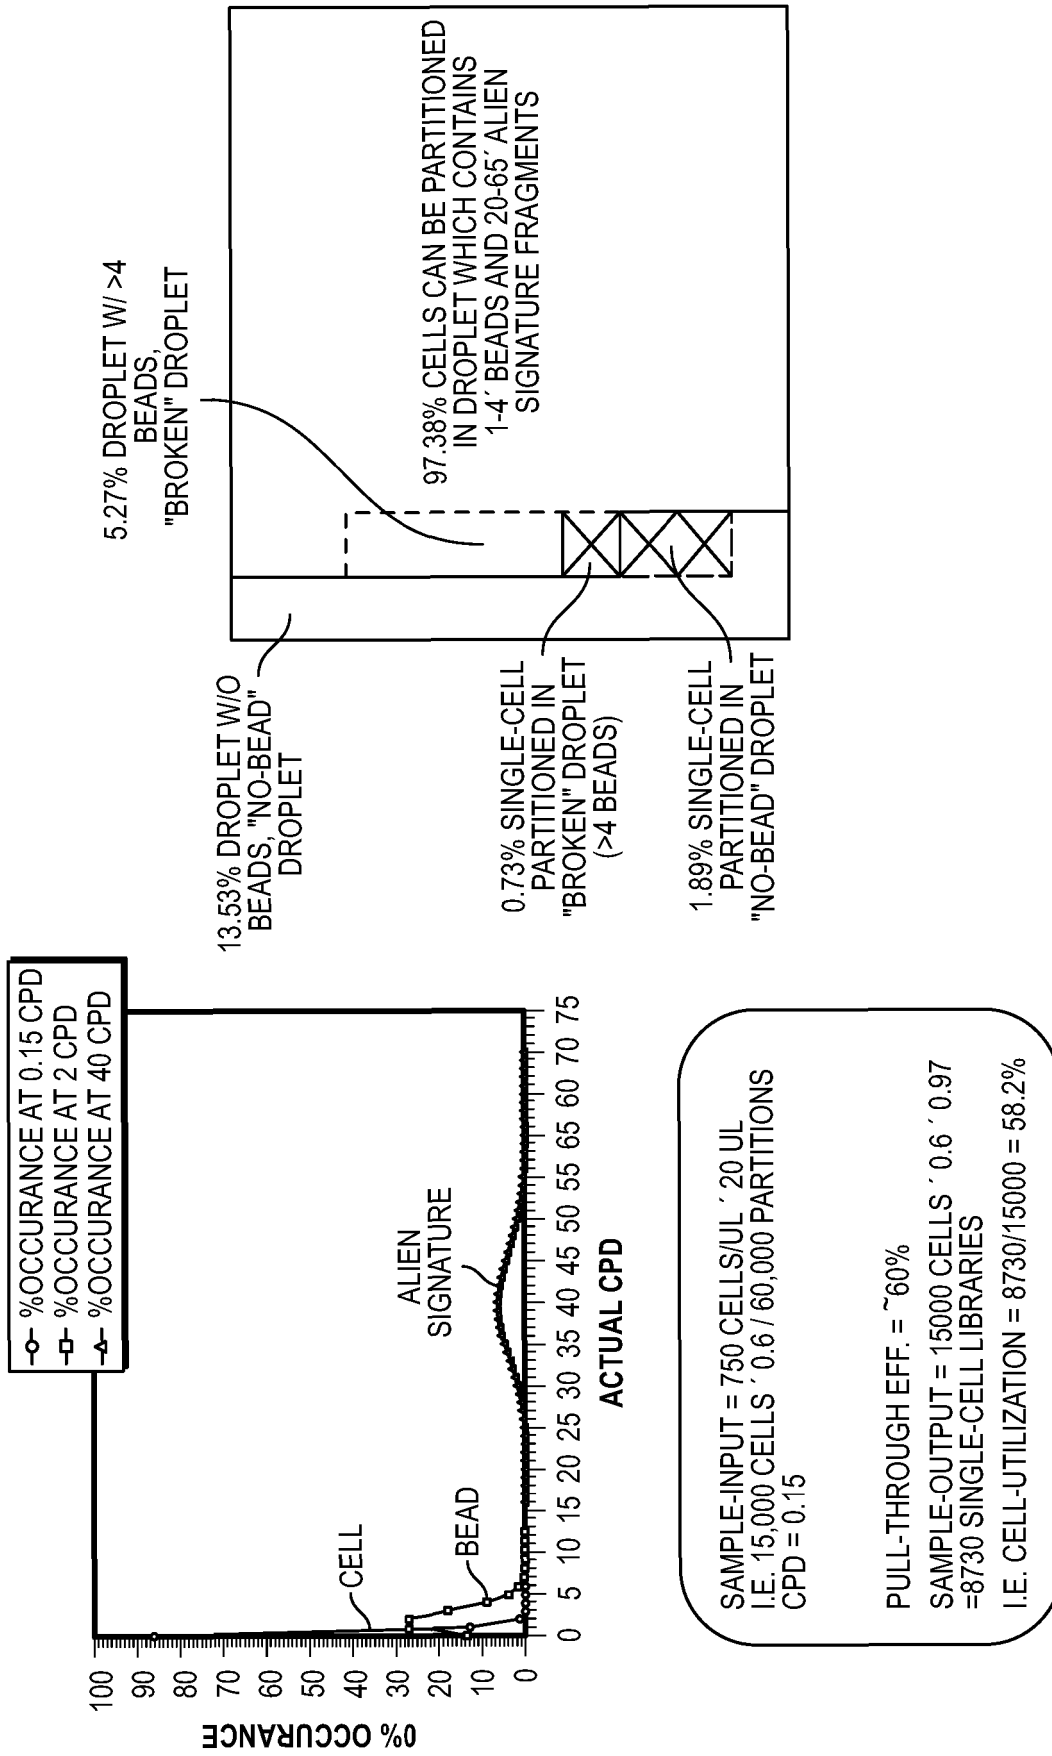 %OCCURANCE AT 0.15 CPD
%OCCURANCE AT 2 CPD
%OCCURANCE AT 40 CPD
0% OCCURANCE
100
90
80
70
60
50
40
30
20
10
0
CELL
BEAD
ALIEN
SIGNATURE
0 5 10 15 20 25 30 35 40 45 50 55 60 65 70 75
ACTUAL CPD
SAMPLE-INPUT = 750 CELLS/UL ´ 20 UL
I.E. 15,000 CELLS ´ 0.6 / 60,000 PARTITIONS
CPD = 0.15
PULL-THROUGH EFF. = ~60%
SAMPLE-OUTPUT = 15000 CELLS ´ 0.6 ´ 0.97
=8730 SINGLE-CELL LIBRARIES
I.E. CELL-UTILIZATION = 8730/15000 = 58.2%
5.27% DROPLET W/ >4
BEADS,
"BROKEN" DROPLET
13.53% DROPLET W/O
BEADS, "NO-BEAD"
DROPLET
97.38% CELLS CAN BE PARTITIONED
IN DROPLET WHICH CONTAINS
1-4´ BEADS AND 20-65´ ALIEN
SIGNATURE FRAGMENTS
0.73% SINGLE-CELL
PARTITIONED IN
"BROKEN" DROPLET
(>4 BEADS)
1.89% SINGLE-CELL
PARTITIONED IN
"NO-BEAD" DROPLET